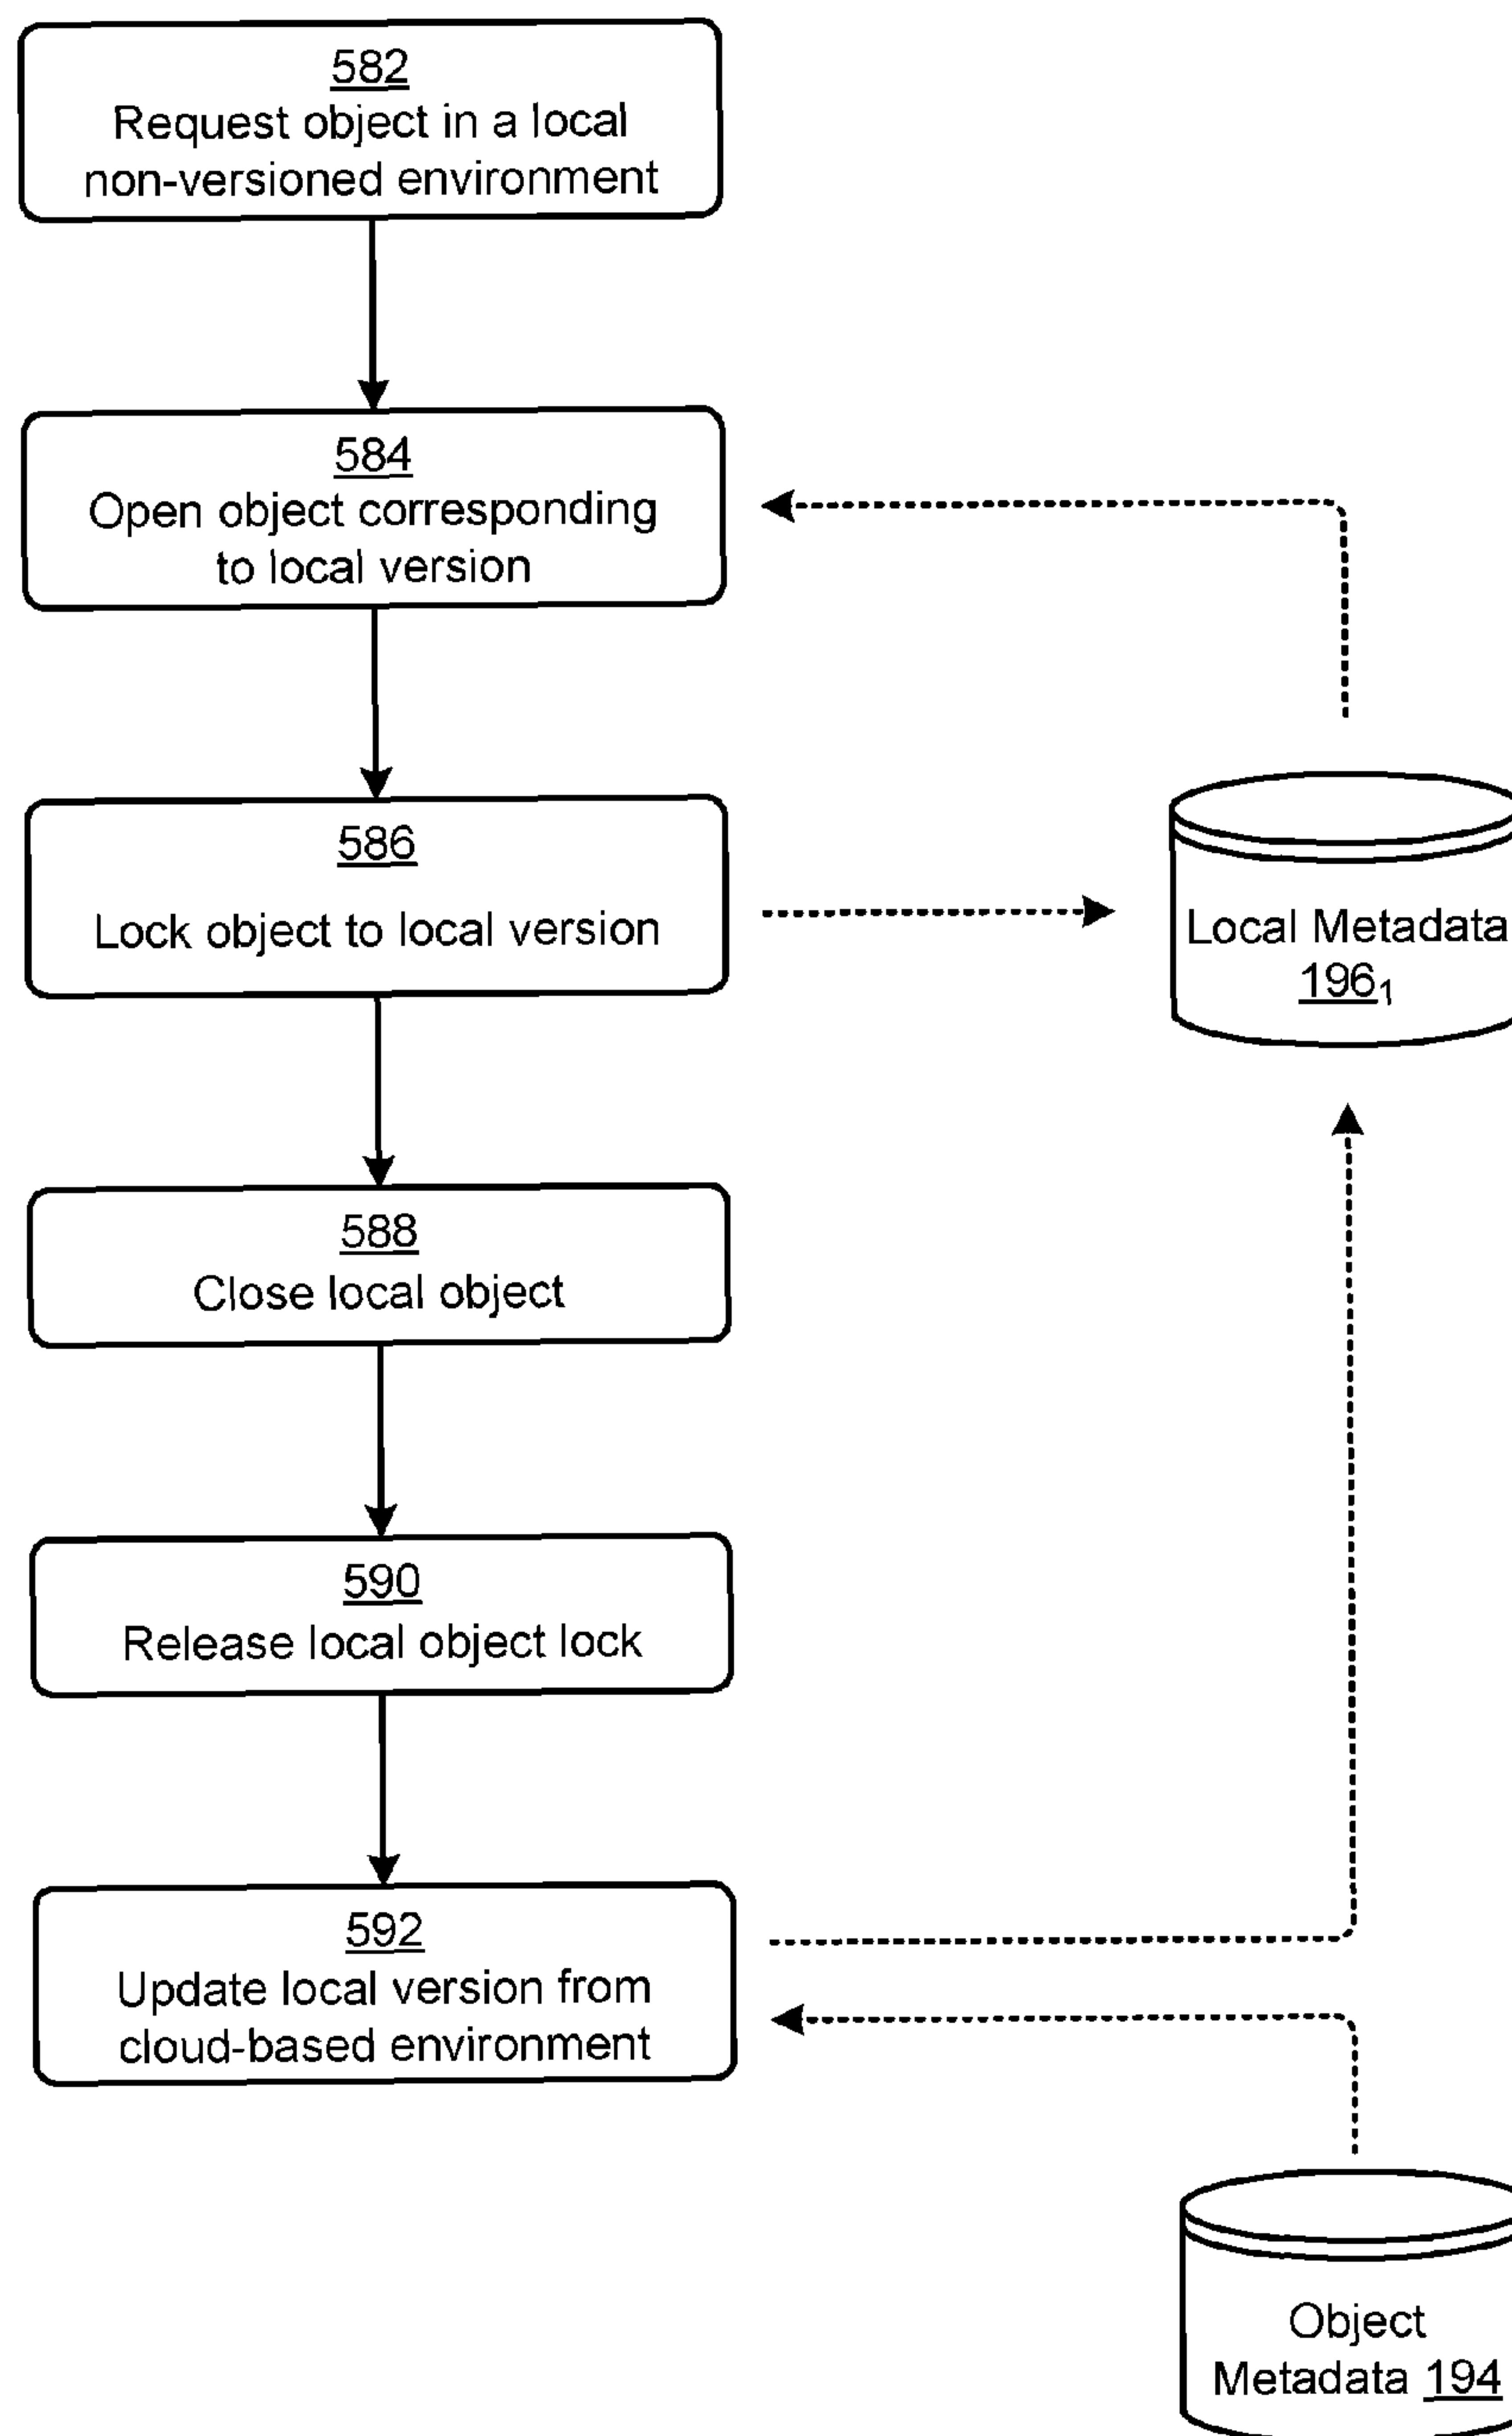 582
Request object in a local
non-versioned environment
584
Open object corresponding
to local version
586
Lock object to local version
Local Metadata
196₁
588
Close local object
590
Release local object lock
592
Update local version from
cloud-based environment
Object
Metadata 194